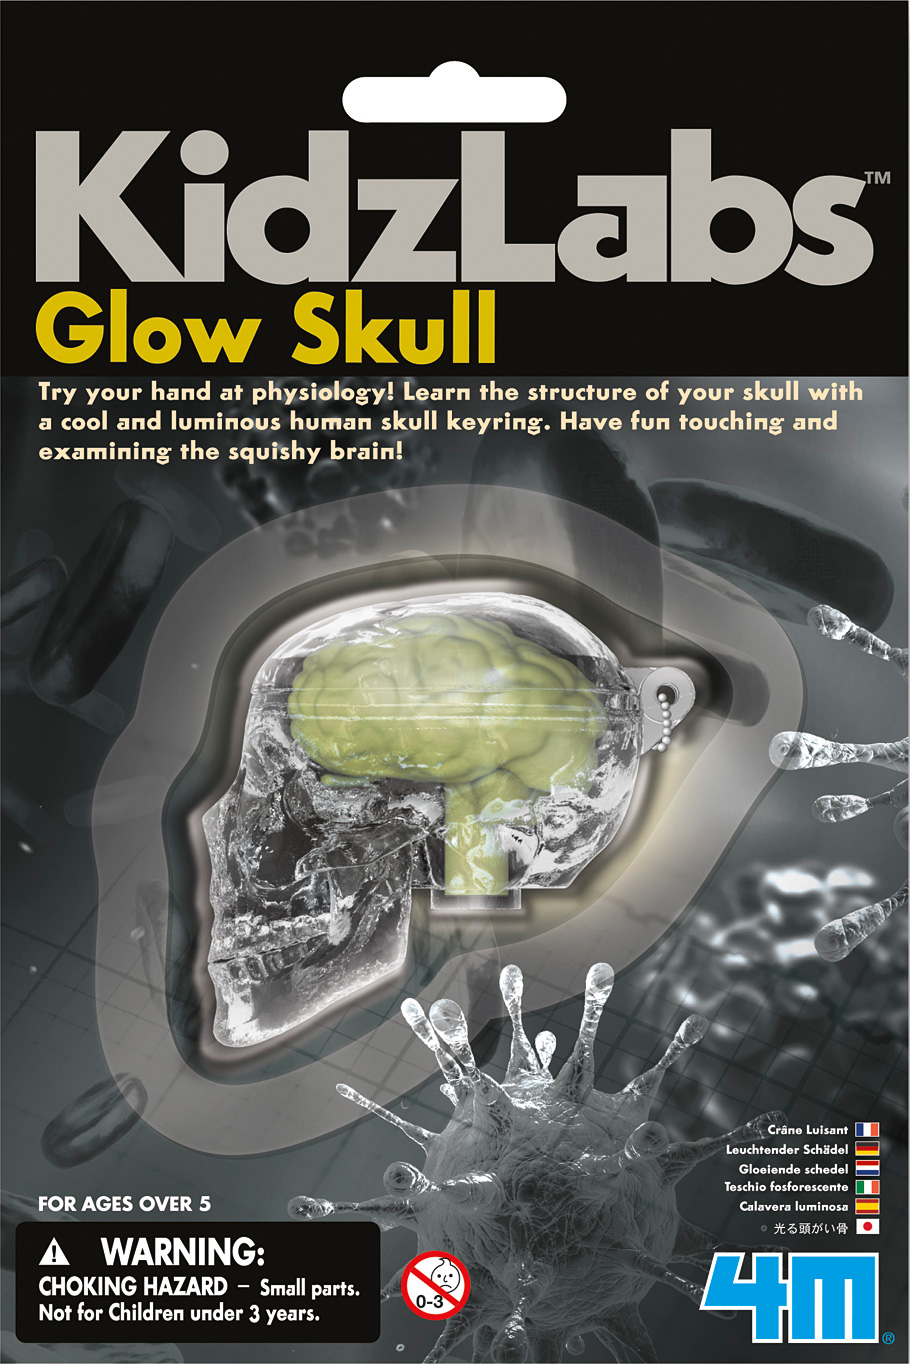 KidzLabs™
Glow Skull
Try your hand at physiology! Learn the structure of your skull with
a cool and luminous human skull keyring. Have fun touching and
examining the squishy brain!
Crâne Luisant
Leuchtender Schädel
Gloeiende schedel
Teschio fosforescente
Calavera luminosa
光る頭がい骨
FOR AGES OVER 5
WARNING:
CHOKING HAZARD – Small parts.
Not for Children under 3 years.
0-3
4M®